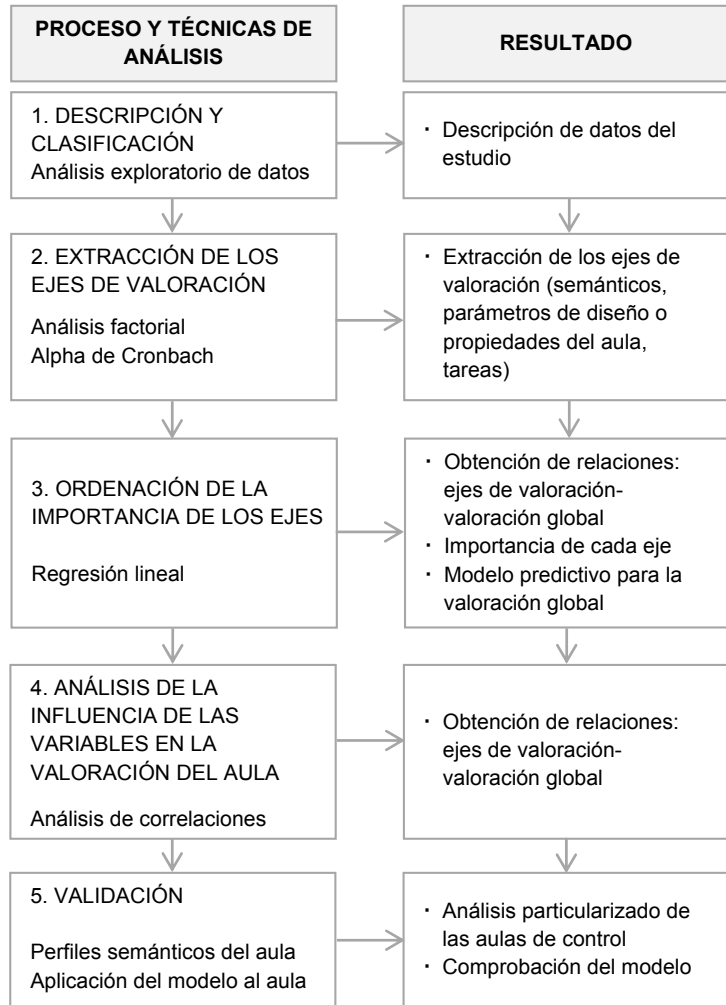 PROCESO Y TÉCNICAS DE
ANÁLISIS
RESULTADO
1. DESCRIPCIÓN Y
CLASIFICACIÓN
Análisis exploratorio de datos
· Descripción de datos del
estudio
2. EXTRACCIÓN DE LOS
EJES DE VALORACIÓN
Análisis factorial
Alpha de Cronbach
· Extracción de los ejes de
valoración (semánticos,
parámetros de diseño o
propiedades del aula,
tareas)
3. ORDENACIÓN DE LA
IMPORTANCIA DE LOS EJES
Regresión lineal
· Obtención de relaciones:
ejes de valoración-
valoración global
· Importancia de cada eje
· Modelo predictivo para la
valoración global
4. ANÁLISIS DE LA
INFLUENCIA DE LAS
VARIABLES EN LA
VALORACIÓN DEL AULA
Análisis de correlaciones
· Obtención de relaciones:
ejes de valoración-
valoración global
5. VALIDACIÓN
Perfiles semánticos del aula
Aplicación del modelo al aula
· Análisis particularizado de
las aulas de control
· Comprobación del modelo